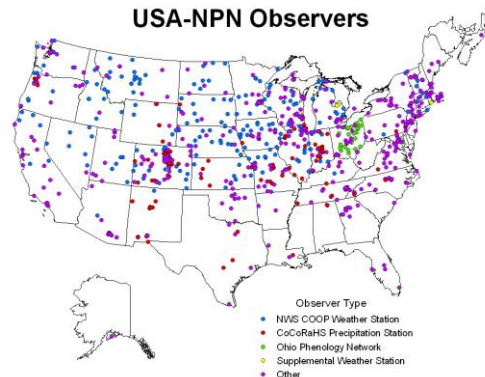 USA-NPN Observers
Observer Type
NWS COOP Weather Station
CoCoRaHS Precipitation Station
Ohio Phenology Network
Supplemental Weather Station
Other